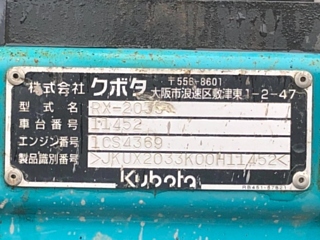 〒556-8601
株式会社 クボタ 大阪市浪速区敷津東1-2-47
型式名
車台番号 11452
エンジン番号 1CS4369
製品識別番号 >JKUX2033K00H11452<
Kubota